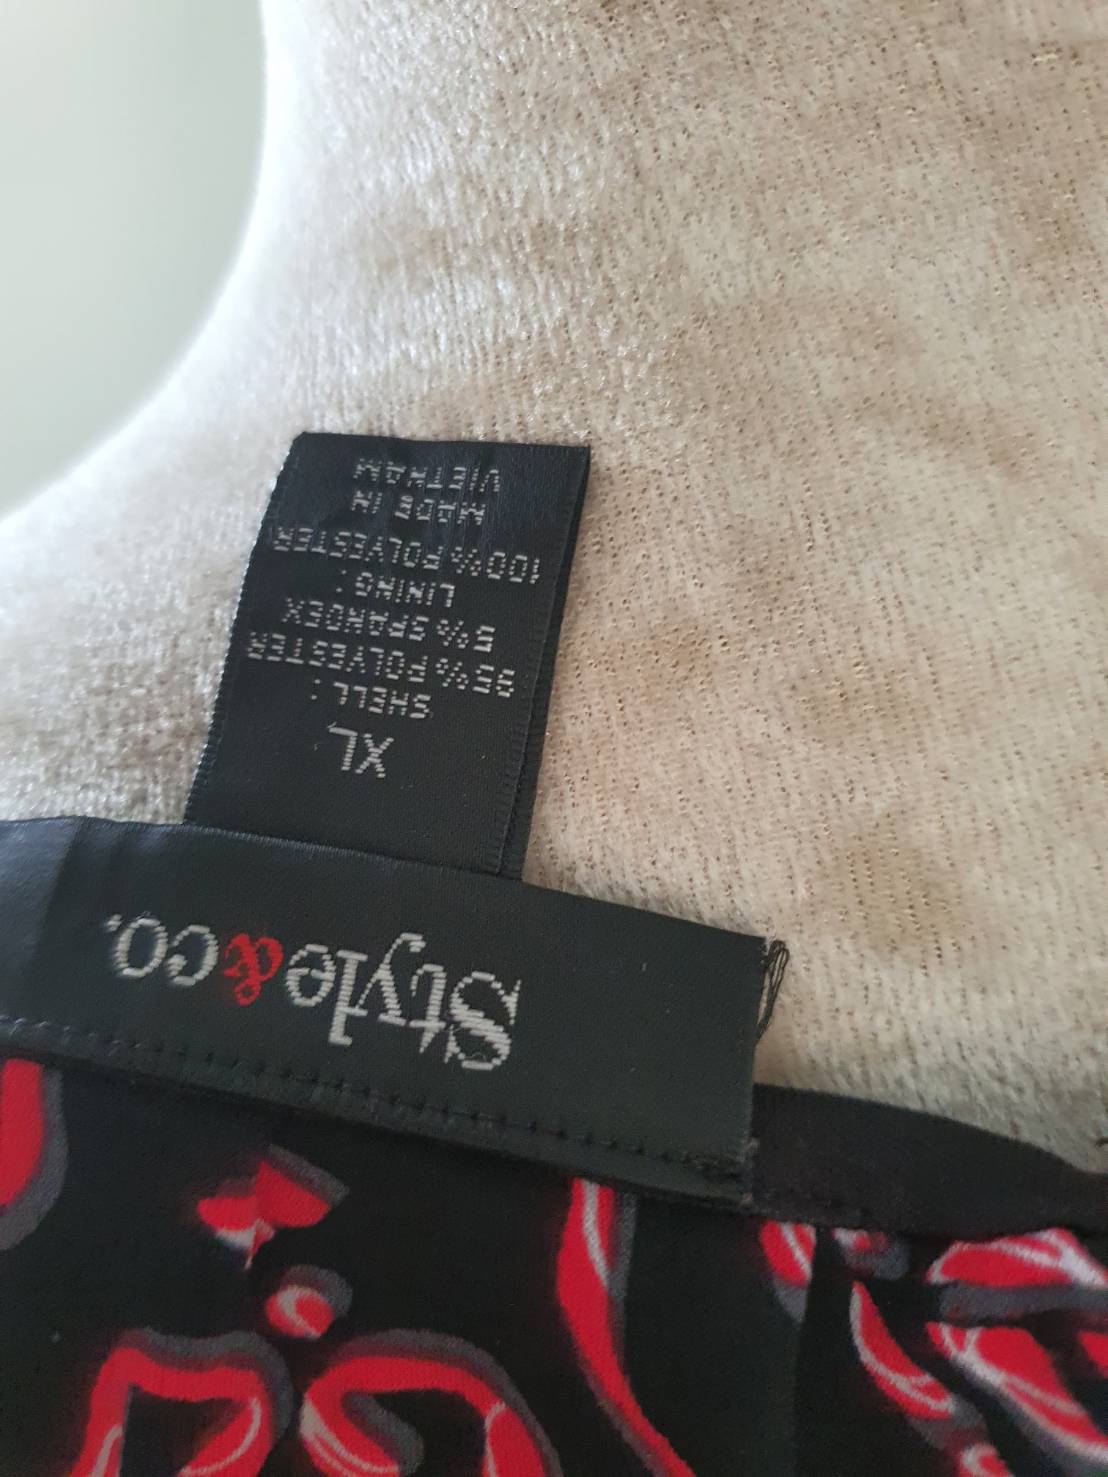 Style&co.
XL
SHELL:
95% POLYESTER
5% SPANDEX
LINING:
100% POLYESTER
MADE IN
VIETNAM